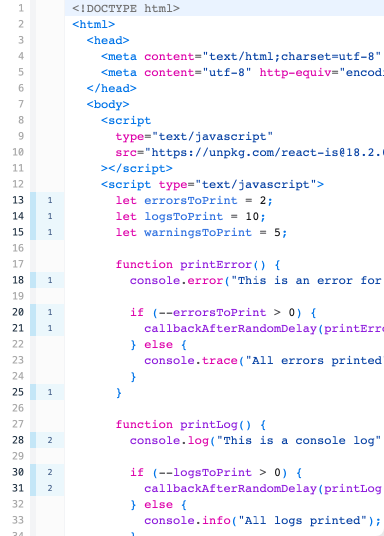 1 <!DOCTYPE html>
2 <html>
3 <head>
4 <meta content="text/html;charset=utf-8"
5 <meta content="utf-8" http-equiv="encodi
6 </head>
7 <body>
8 <script
9 type="text/javascript"
10 src="https://unpkg.com/react-is@18.2.0
11 ></script>
12 <script type="text/javascript">
13 1 let errorsToPrint = 2;
14 1 let logsToPrint = 10;
15 1 let warningsToPrint = 5;
16
17 function printError() {
18 1 console.error("This is an error for
19
20 1 if (--errorsToPrint > 0) {
21 1 callbackAfterRandomDelay(printErro
22 } else {
23 console.trace("All errors printed"
24 }
25 1 }
26
27 function printLog() {
28 2 console.log("This is a console log"
29
30 2 if (--logsToPrint > 0) {
31 2 callbackAfterRandomDelay(printLog
32 } else {
33 console.info("All logs printed");
34 }